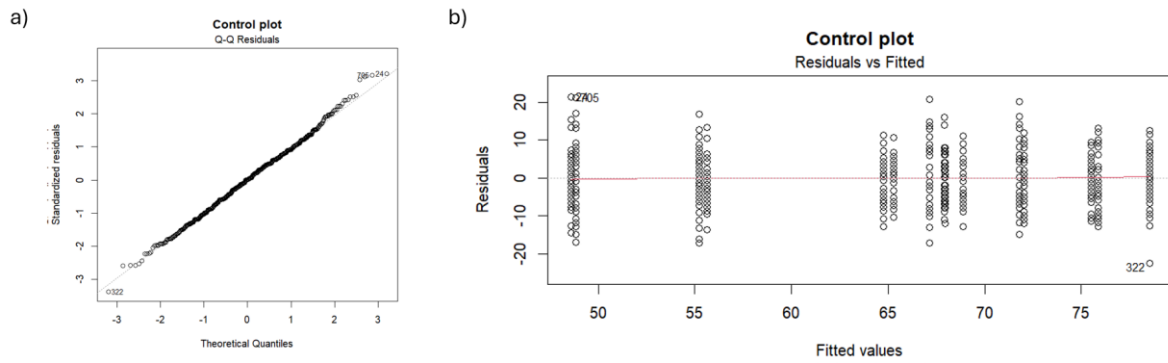 a)
Control plot
Q-Q Residuals
Standardized residuals
3
2
1
0
-1
-2
-3
24
322
-3 -2 -1 0 1 2 3
Theoretical Quantiles
b)
Control plot
Residuals vs Fitted
Residuals
20
10
0
-10
-20
322
50 55 60 65 70 75
Fitted values